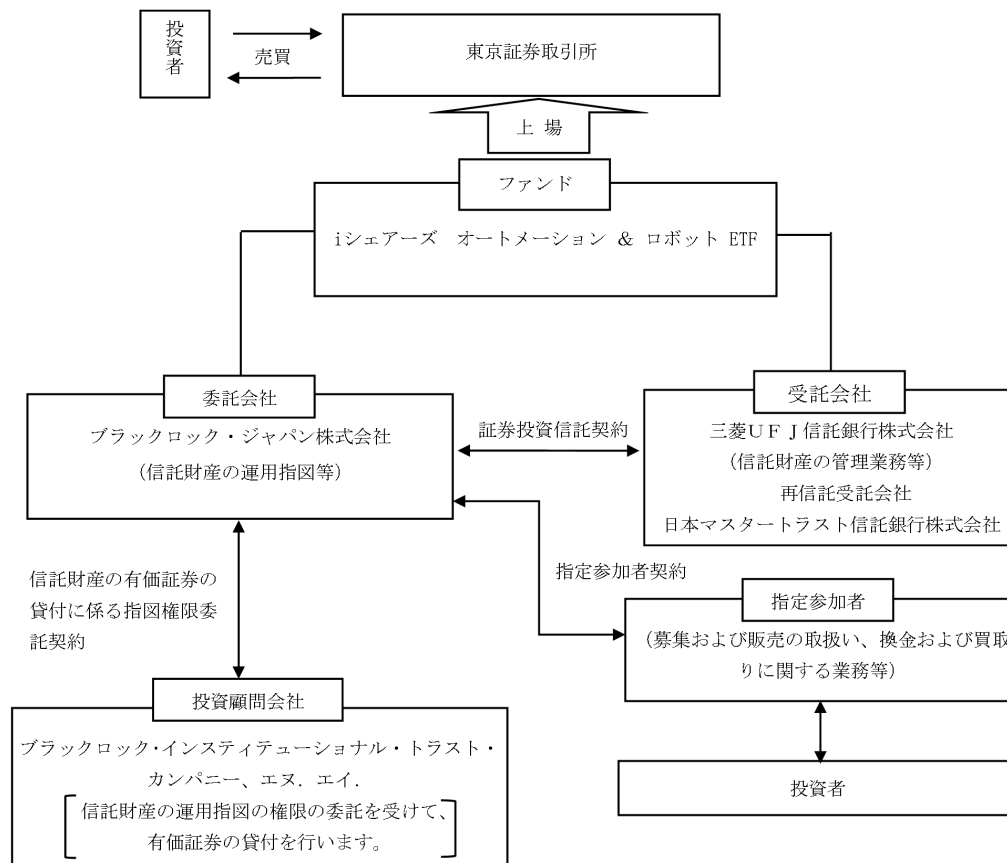 投資者
売買
東京証券取引所
上 場
ファンド
iシェアーズ オートメーション & ロボット ETF
委託会社
ブラックロック・ジャパン株式会社
(信託財産の運用指図等)
証券投資信託契約
受託会社
三菱ＵＦＪ信託銀行株式会社
(信託財産の管理業務等)
再信託受託会社
日本マスタートラスト信託銀行株式会社
信託財産の有価証券の
貸付に係る指図権限委
託契約
指定参加者契約
指定参加者
(募集および販売の取扱い、換金および買取
りに関する業務等)
投資顧問会社
ブラックロック・インスティテューショナル・トラスト・
カンパニー、エヌ．エイ．
信託財産の運用指図の権限の委託を受けて、
有価証券の貸付を行います。
投資者